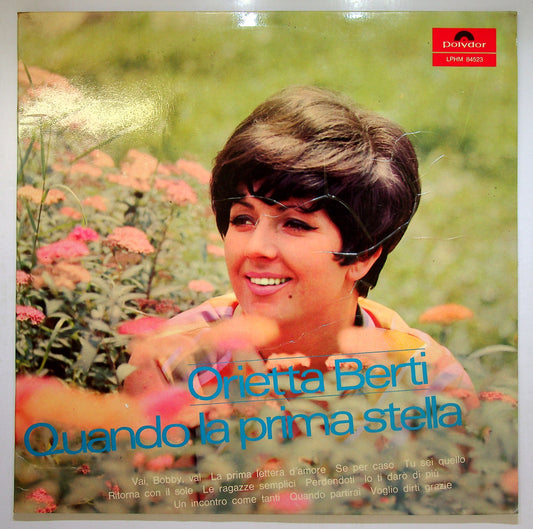 polydor
LPHM 84523
Orietta Berti
Quando la prima stella
Vai, Bobby, vai La prima lettera d'amore Se per caso Tu sei quello
Ritorna con il sole Le ragazze semplici Perdendoti Io ti darò di più
Un incontro come tanti Quando partirai Voglio dirti grazie